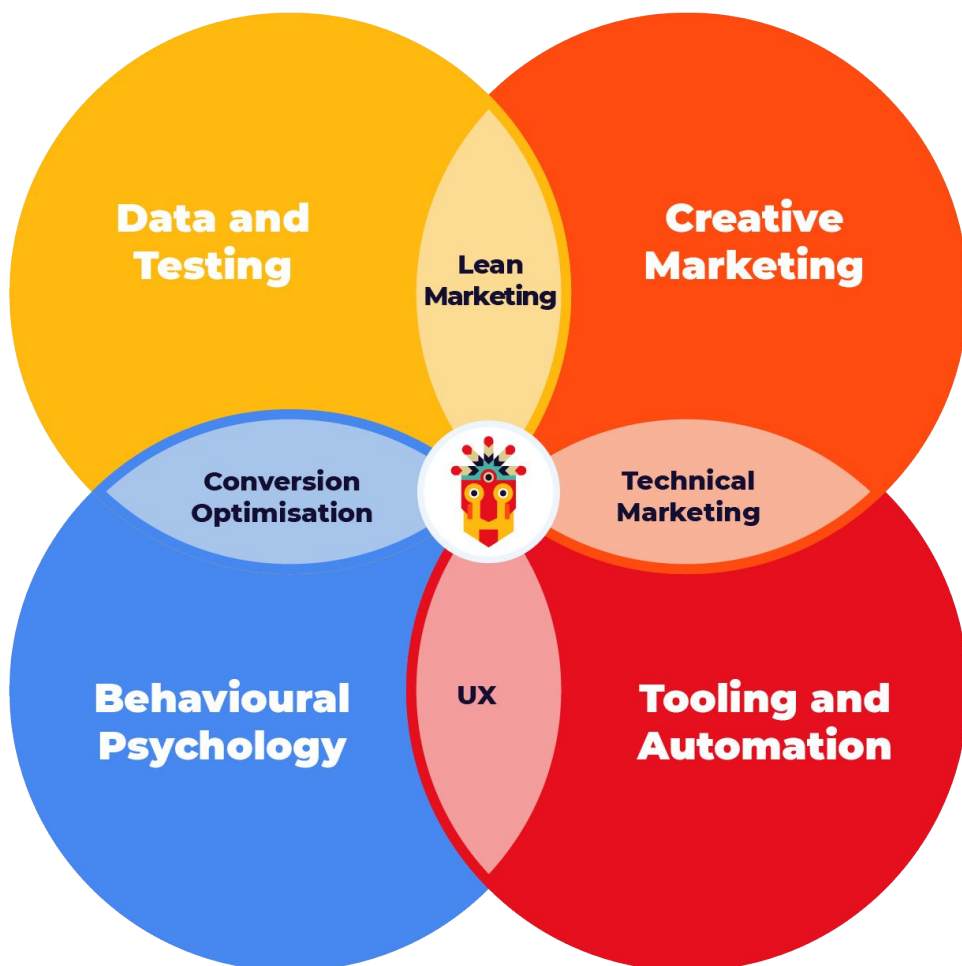 Data and
Testing
Creative
Marketing
Lean
Marketing
Conversion
Optimisation
Technical
Marketing
Behavioural
Psychology
UX
Tooling and
Automation